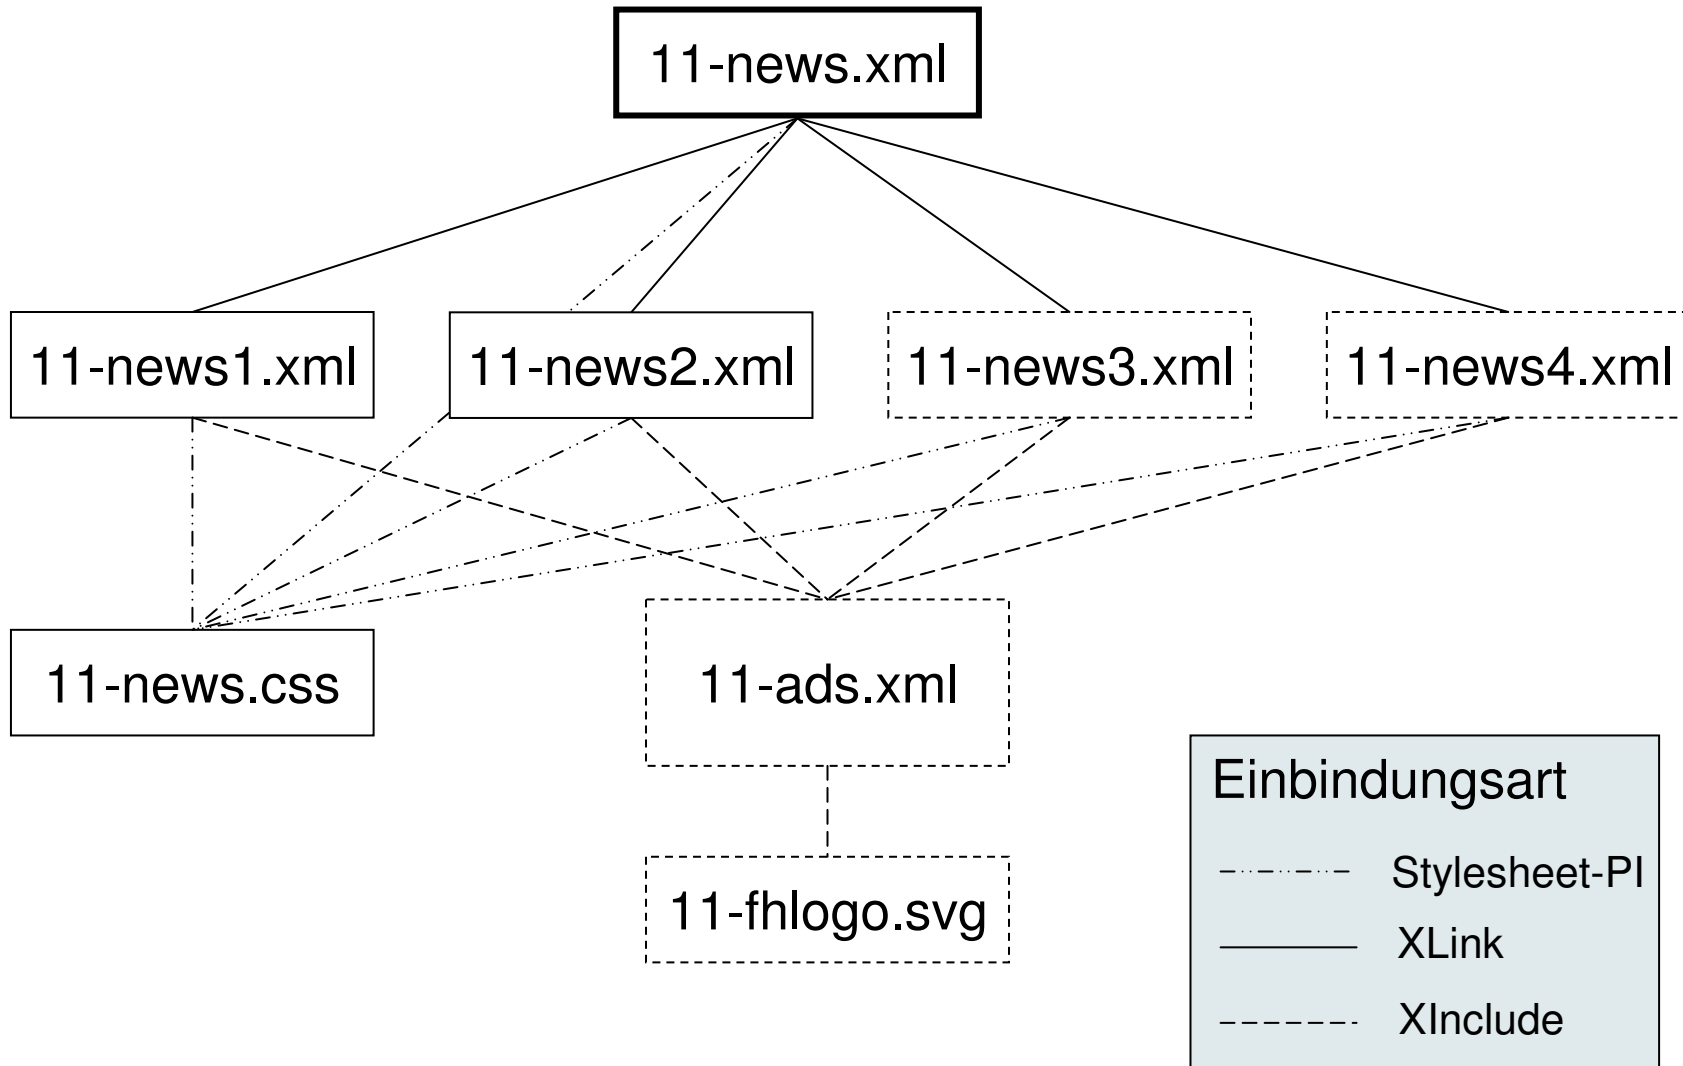 11-news.xml
11-news1.xml
11-news2.xml
11-news3.xml
11-news4.xml
11-news.css
11-ads.xml
11-fhlogo.svg
Einbindungsart
Stylesheet-PI
XLink
XInclude